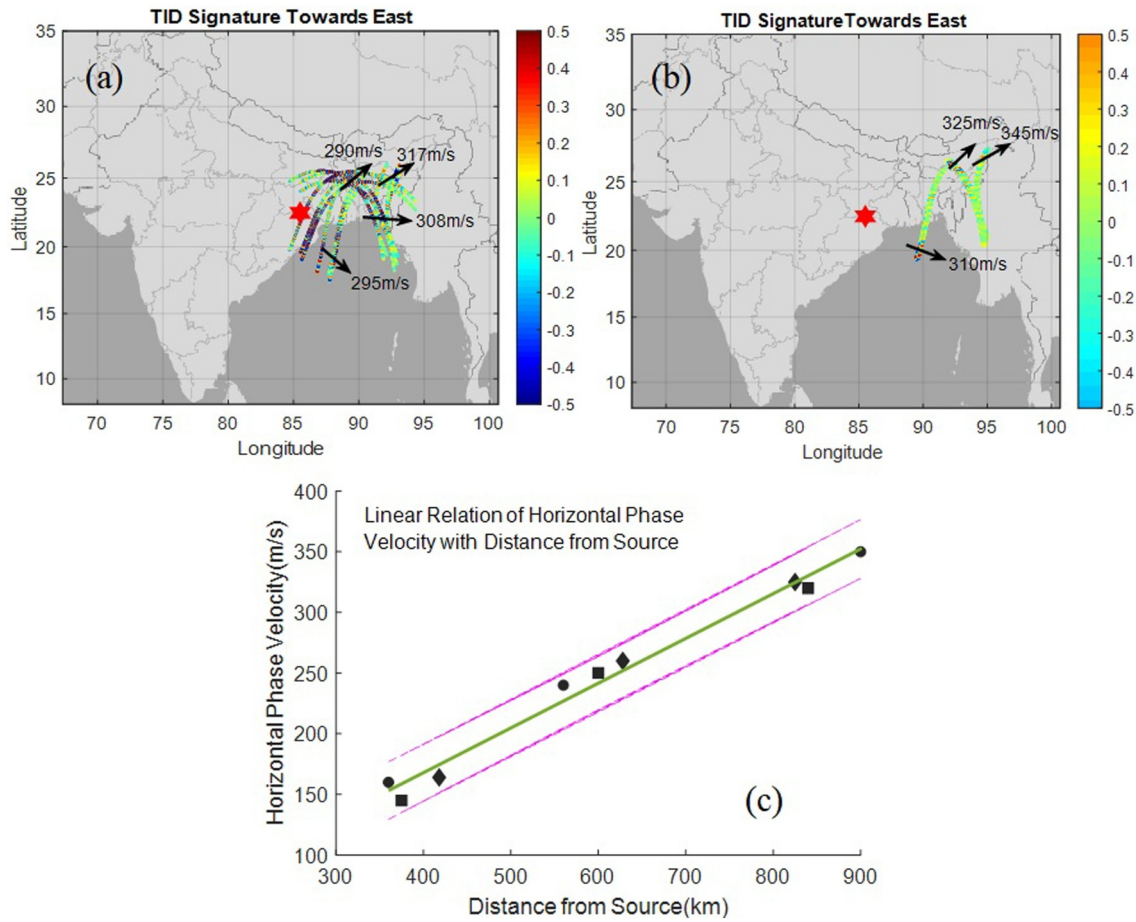 TID Signature Towards East
(a)
35
30
25
20
15
10
70 75 80 85 90 95 100
Latitude
Longitude
290m/s
317m/s
308m/s
295m/s
0.5
0.4
0.3
0.2
0.1
0
-0.1
-0.2
-0.3
-0.4
-0.5
TID SignatureTowards East
(b)
35
30
25
20
15
10
70 75 80 85 90 95 100
Latitude
Longitude
325m/s
345m/s
310m/s
0.5
0.4
0.3
0.2
0.1
0
-0.1
-0.2
-0.3
-0.4
-0.5
Linear Relation of Horizontal Phase
Velocity with Distance from Source
(c)
400
350
300
250
200
150
100
300 400 500 600 700 800 900
Horizontal Phase Velocity(m/s)
Distance from Source(km)